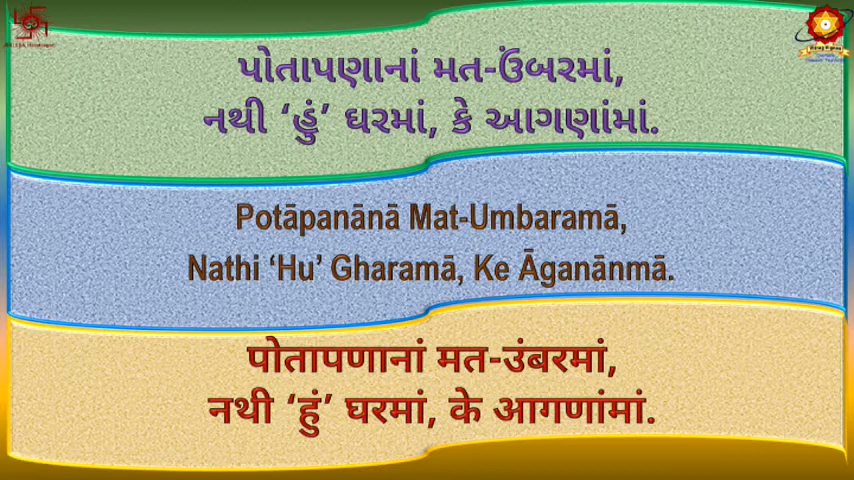 પોતાપણાનાં મત-ઉંબરમાં,
નથી ‘હું’ ઘરમાં, કે આગણાંમાં.
Potāpanānā Mat-Umbaramā,
Nathi ‘Hu’ Gharamā, Ke Āganānmā.
पोतापणानां मत-उंबरमां,
नथी ‘हुं’ घरमां, के आगणांमां.